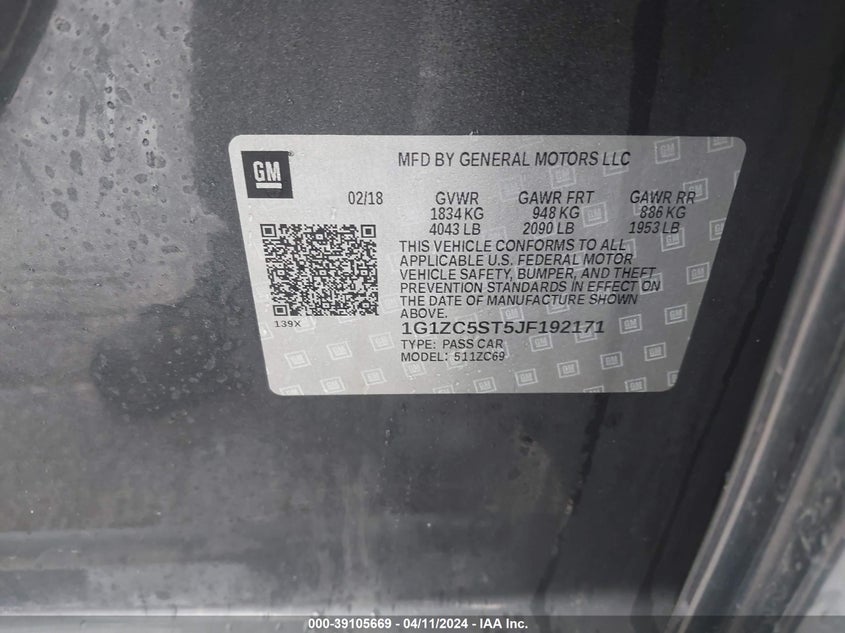 GM
MFD BY GENERAL MOTORS LLC
02/18 GVWR GAWR FRT GAWR RR
1834 KG 948 KG 886 KG
4043 LB 2090 LB 1953 LB
THIS VEHICLE CONFORMS TO ALL
APPLICABLE U.S. FEDERAL MOTOR
VEHICLE SAFETY, BUMPER, AND THEFT
PREVENTION STANDARDS IN EFFECT ON
THE DATE OF MANUFACTURE SHOWN
ABOVE.
139X
1G1ZC5ST5JF192171
TYPE: PASS CAR
MODEL: 511ZC69
000-39105669 - 04/11/2024 - IAA Inc.